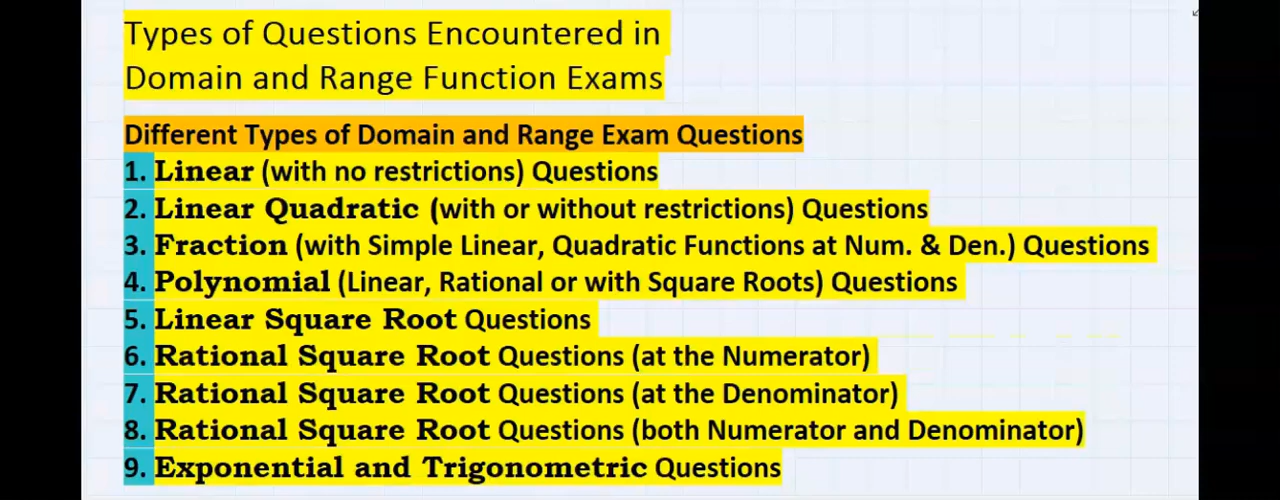 Types of Questions Encountered in
Domain and Range Function Exams
Different Types of Domain and Range Exam Questions
1. Linear (with no restrictions) Questions
2. Linear Quadratic (with or without restrictions) Questions
3. Fraction (with Simple Linear, Quadratic Functions at Num. & Den.) Questions
4. Polynomial (Linear, Rational or with Square Roots) Questions
5. Linear Square Root Questions
6. Rational Square Root Questions (at the Numerator)
7. Rational Square Root Questions (at the Denominator)
8. Rational Square Root Questions (both Numerator and Denominator)
9. Exponential and Trigonometric Questions